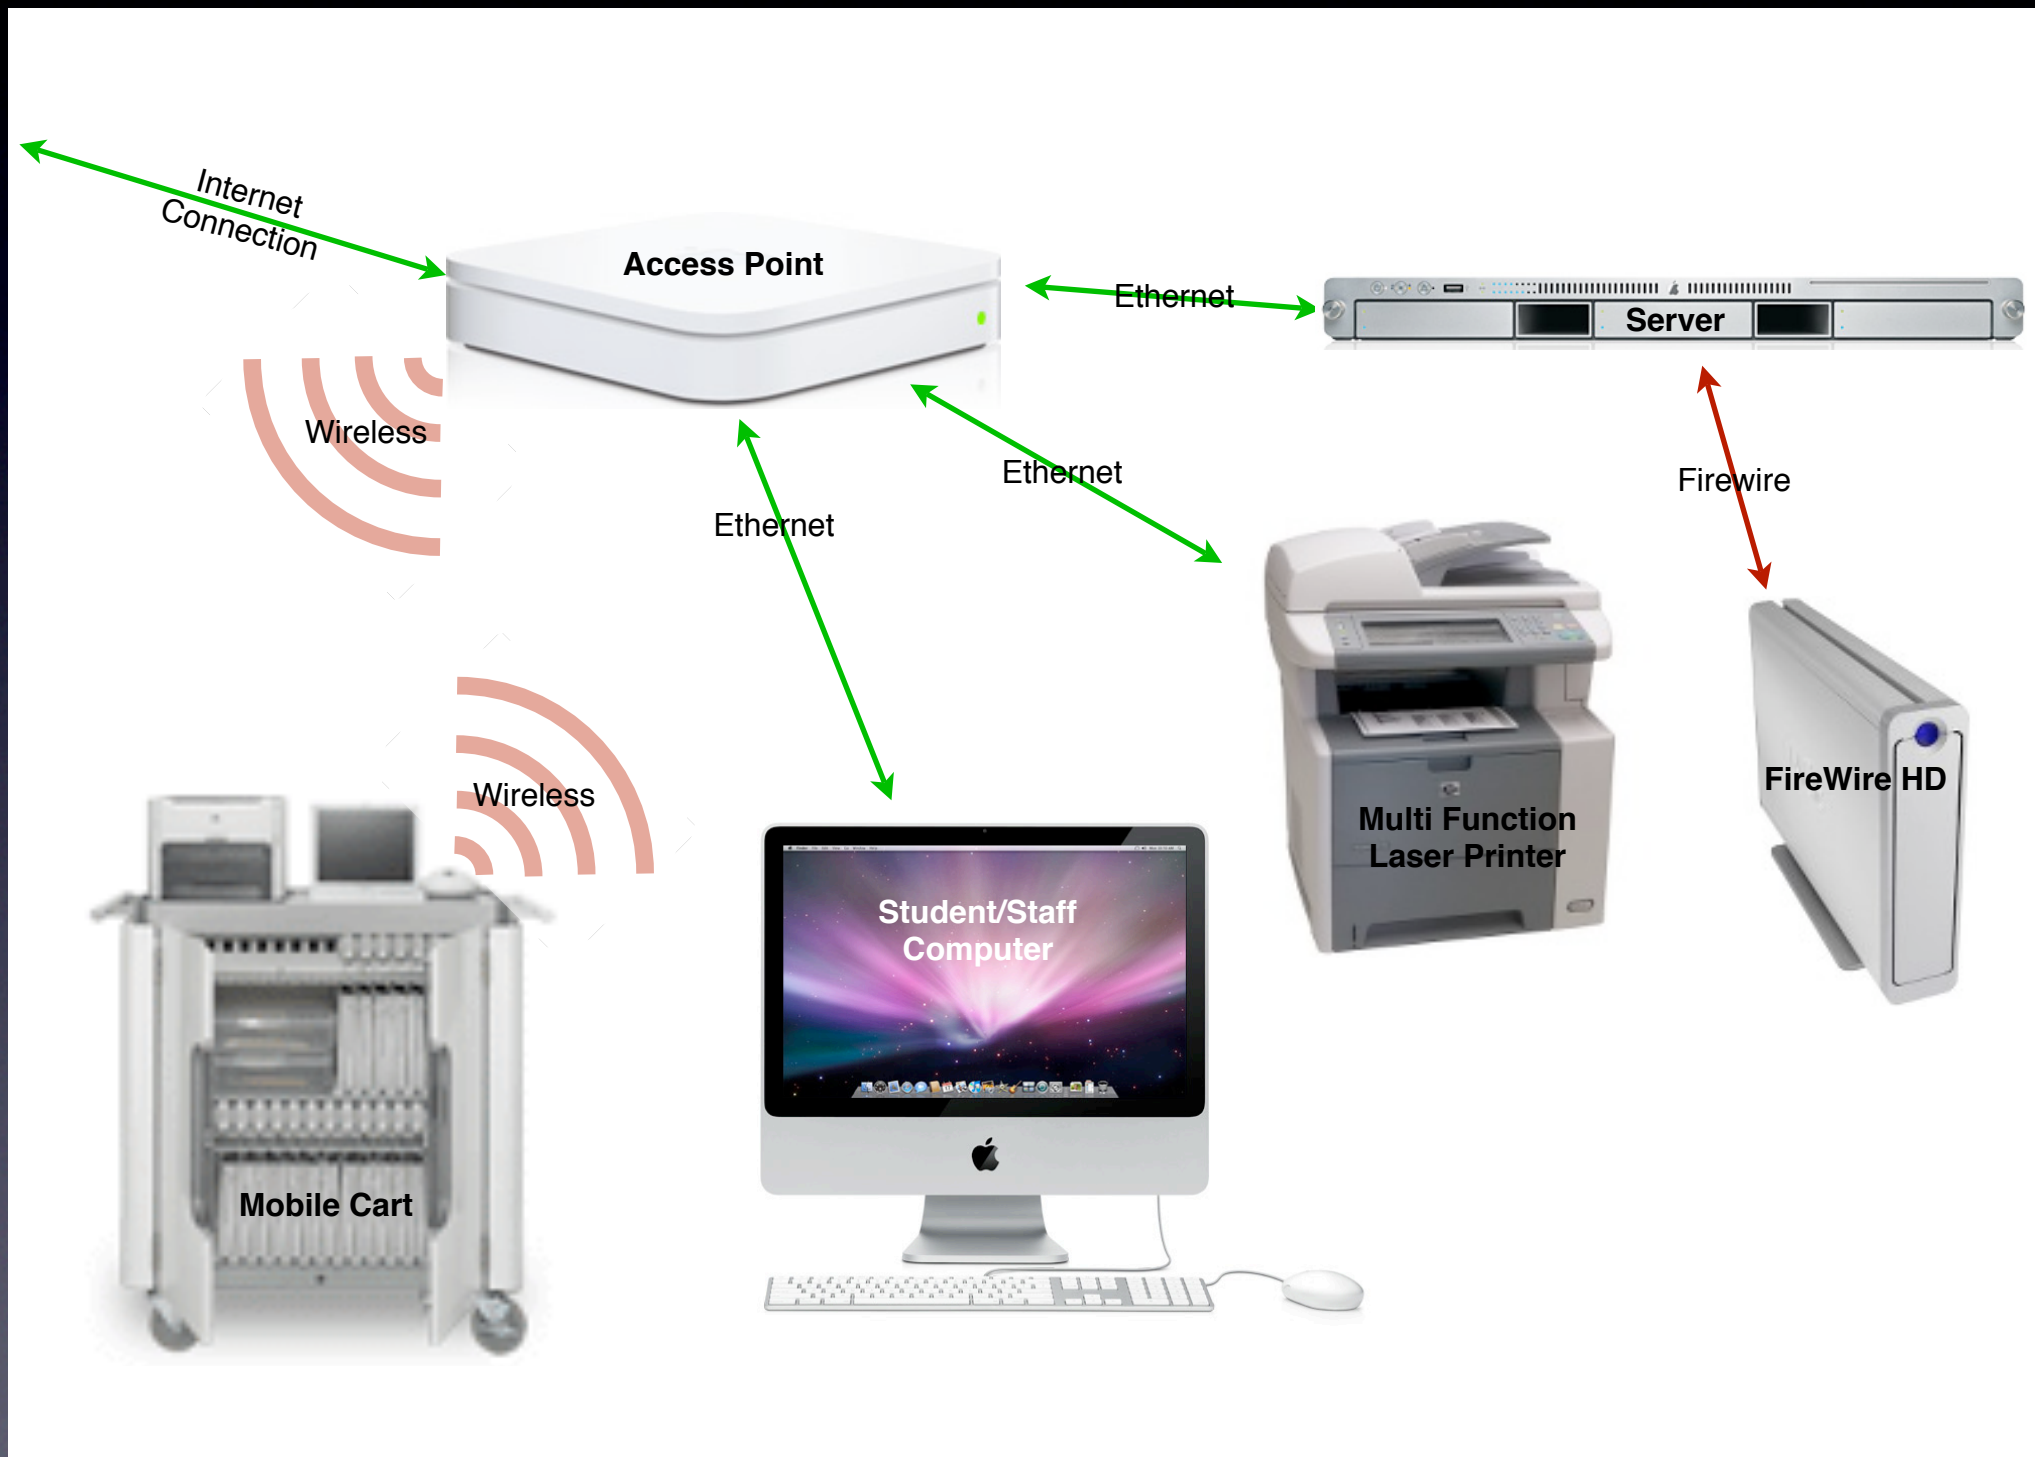 Internet
Connection
Access Point
Ethernet
Server
Wireless
Ethernet
Firewire
Ethernet
Wireless
FireWire HD
Multi Function
Laser Printer
Student/Staff
Computer
Mobile Cart